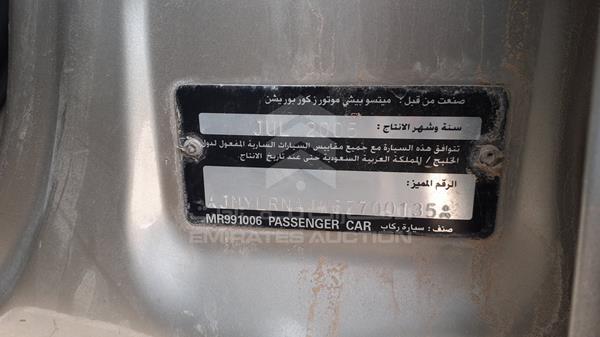 صنعت من قبل : ميتسوبيشي موتورز كوربوريشن
سنة وشهر الانتاج : JUL
تتوافق هذه السيارة مع جميع مقاييس السيارات السارية المفعول لدول
الخليج / المملكة العربية السعودية حتى عند تاريخ الانتاج
الرقم المميز :
صنف : سيارة ركاب MR991006 PASSENGER CAR
EMIRATES AUCTION